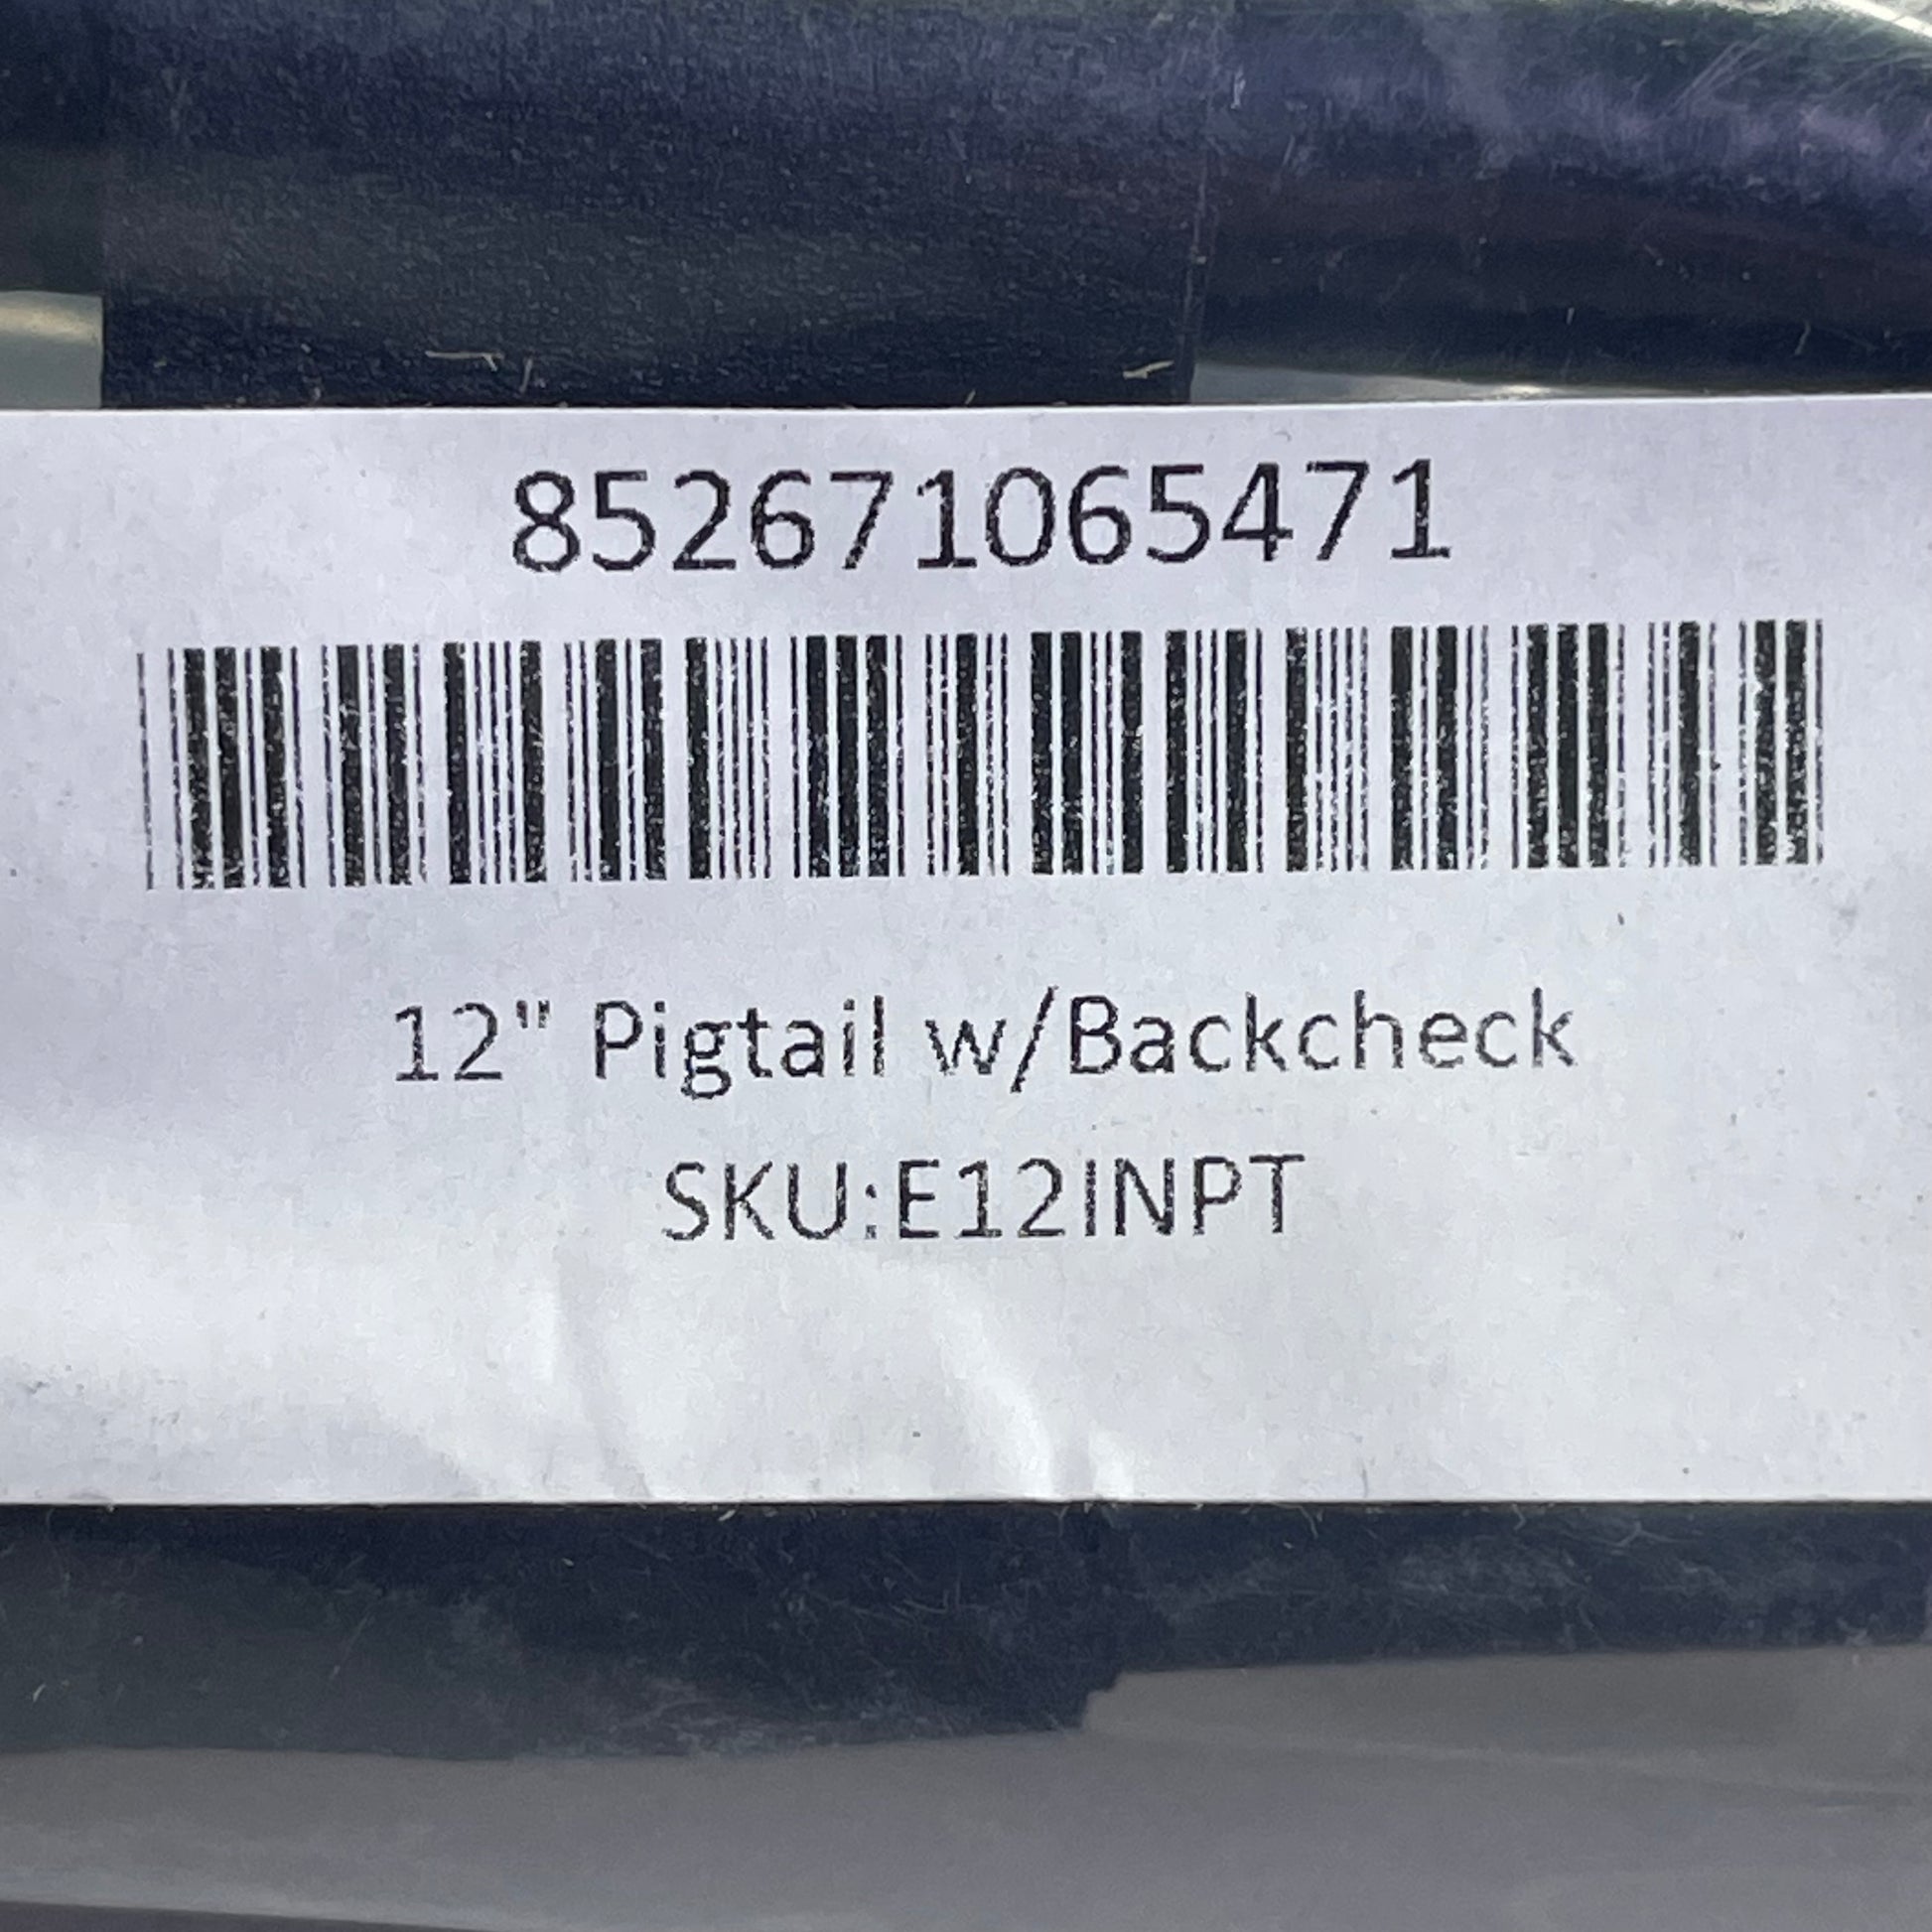 852671065471
12" Pigtail w/Backcheck
SKU:E12INPT